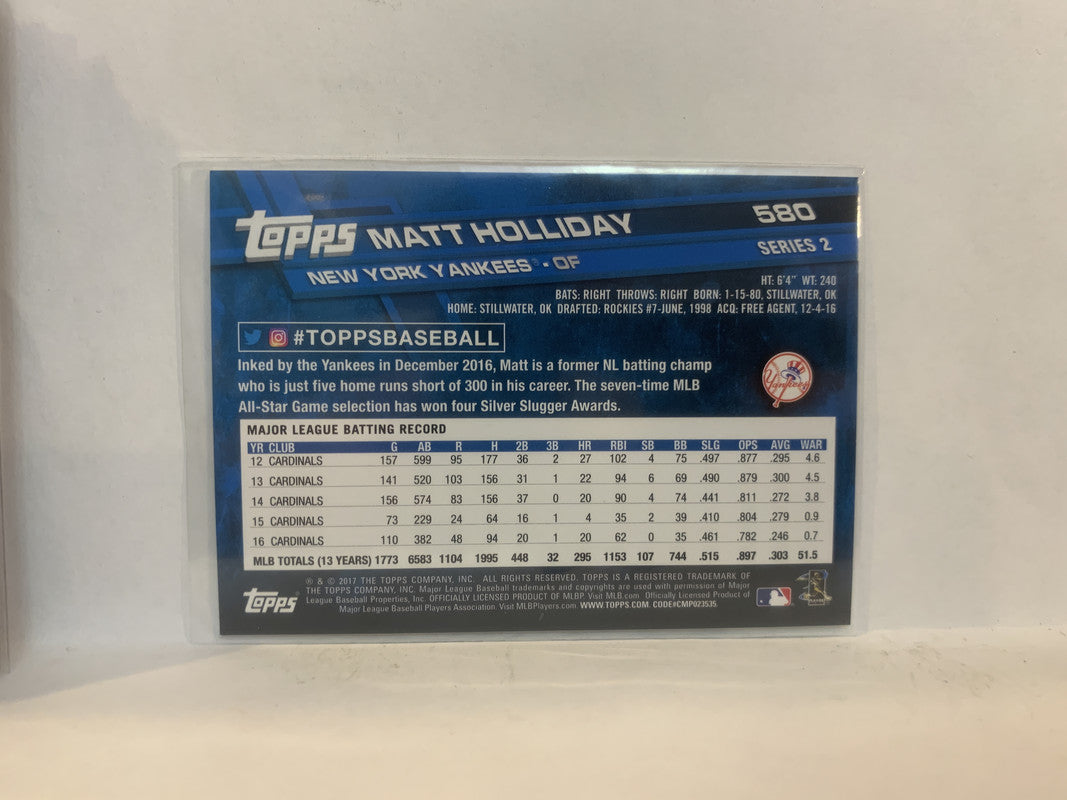 topps MATT HOLLIDAY 580
NEW YORK YANKEES® - OF SERIES 2
HT: 6'4" WT: 240
BATS: RIGHT THROWS: RIGHT BORN: 1-15-80, STILLWATER, OK
HOME: STILLWATER, OK DRAFTED: ROCKIES #7-JUNE, 1998 ACQ: FREE AGENT, 12-4-16
#TOPPSBASEBALL
Inked by the Yankees in December 2016, Matt is a former NL batting champ
who is just five home runs short of 300 in his career. The seven-time MLB
All-Star Game selection has won four Silver Slugger Awards.
Yankees
MAJOR LEAGUE BATTING RECORD
YR CLUB G AB R H 2B 3B HR RBI SB BB SLG OPS AVG WAR
12 CARDINALS 157 599 95 177 36 2 27 102 4 75 .497 .877 .295 4.6
13 CARDINALS 141 520 103 156 31 1 22 94 6 69 .490 .879 .300 4.5
14 CARDINALS 156 574 83 156 37 0 20 90 4 74 .441 .811 .272 3.8
15 CARDINALS 73 229 24 64 16 1 4 35 2 39 .410 .804 .279 0.9
16 CARDINALS 110 382 48 94 20 1 20 62 0 35 .461 .782 .246 0.7
MLB TOTALS (13 YEARS) 1773 6583 1104 1995 448 32 295 1153 107 744 .515 .897 .303 51.5
® & © 2017 THE TOPPS COMPANY, INC. ALL RIGHTS RESERVED. TOPPS IS A REGISTERED TRADEMARK OF
THE TOPPS COMPANY, INC. Major League Baseball trademarks and copyrights are used with permission of Major
League Baseball Properties, Inc. OFFICIALLY LICENSED PRODUCT OF MLBP Visit MLB.com Officially Licensed Product of
Major League Baseball Players Association. Visit MLBPlayers.com. WWW.TOPPS.COM. CODE#CMP023535.
topps